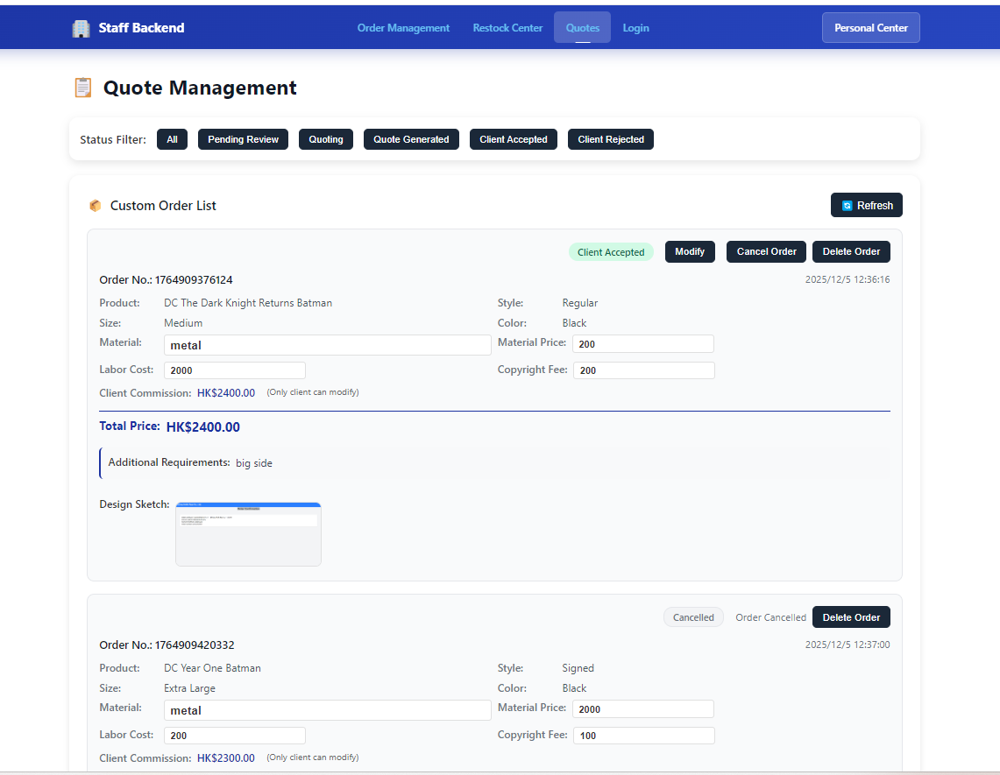 Staff Backend Order Management Restock Center Quotes Login Personal Center
Quote Management
Status Filter: All Pending Review Quoting Quote Generated Client Accepted Client Rejected
Custom Order List Refresh
Client Accepted Modify Cancel Order Delete Order
Order No.: 1764909376124 2025/12/5 12:36:16
Product: DC The Dark Knight Returns Batman Style: Regular
Size: Medium Color: Black
Material: metal Material Price: 200
Labor Cost: 2000 Copyright Fee: 200
Client Commission: HK$2400.00 (Only client can modify)
Total Price: HK$2400.00
Additional Requirements: big side
Design Sketch:
Cancelled Order Cancelled Delete Order
Order No.: 1764909420332 2025/12/5 12:37:00
Product: DC Year One Batman Style: Signed
Size: Extra Large Color: Black
Material: metal Material Price: 2000
Labor Cost: 200 Copyright Fee: 100
Client Commission: HK$2300.00 (Only client can modify)